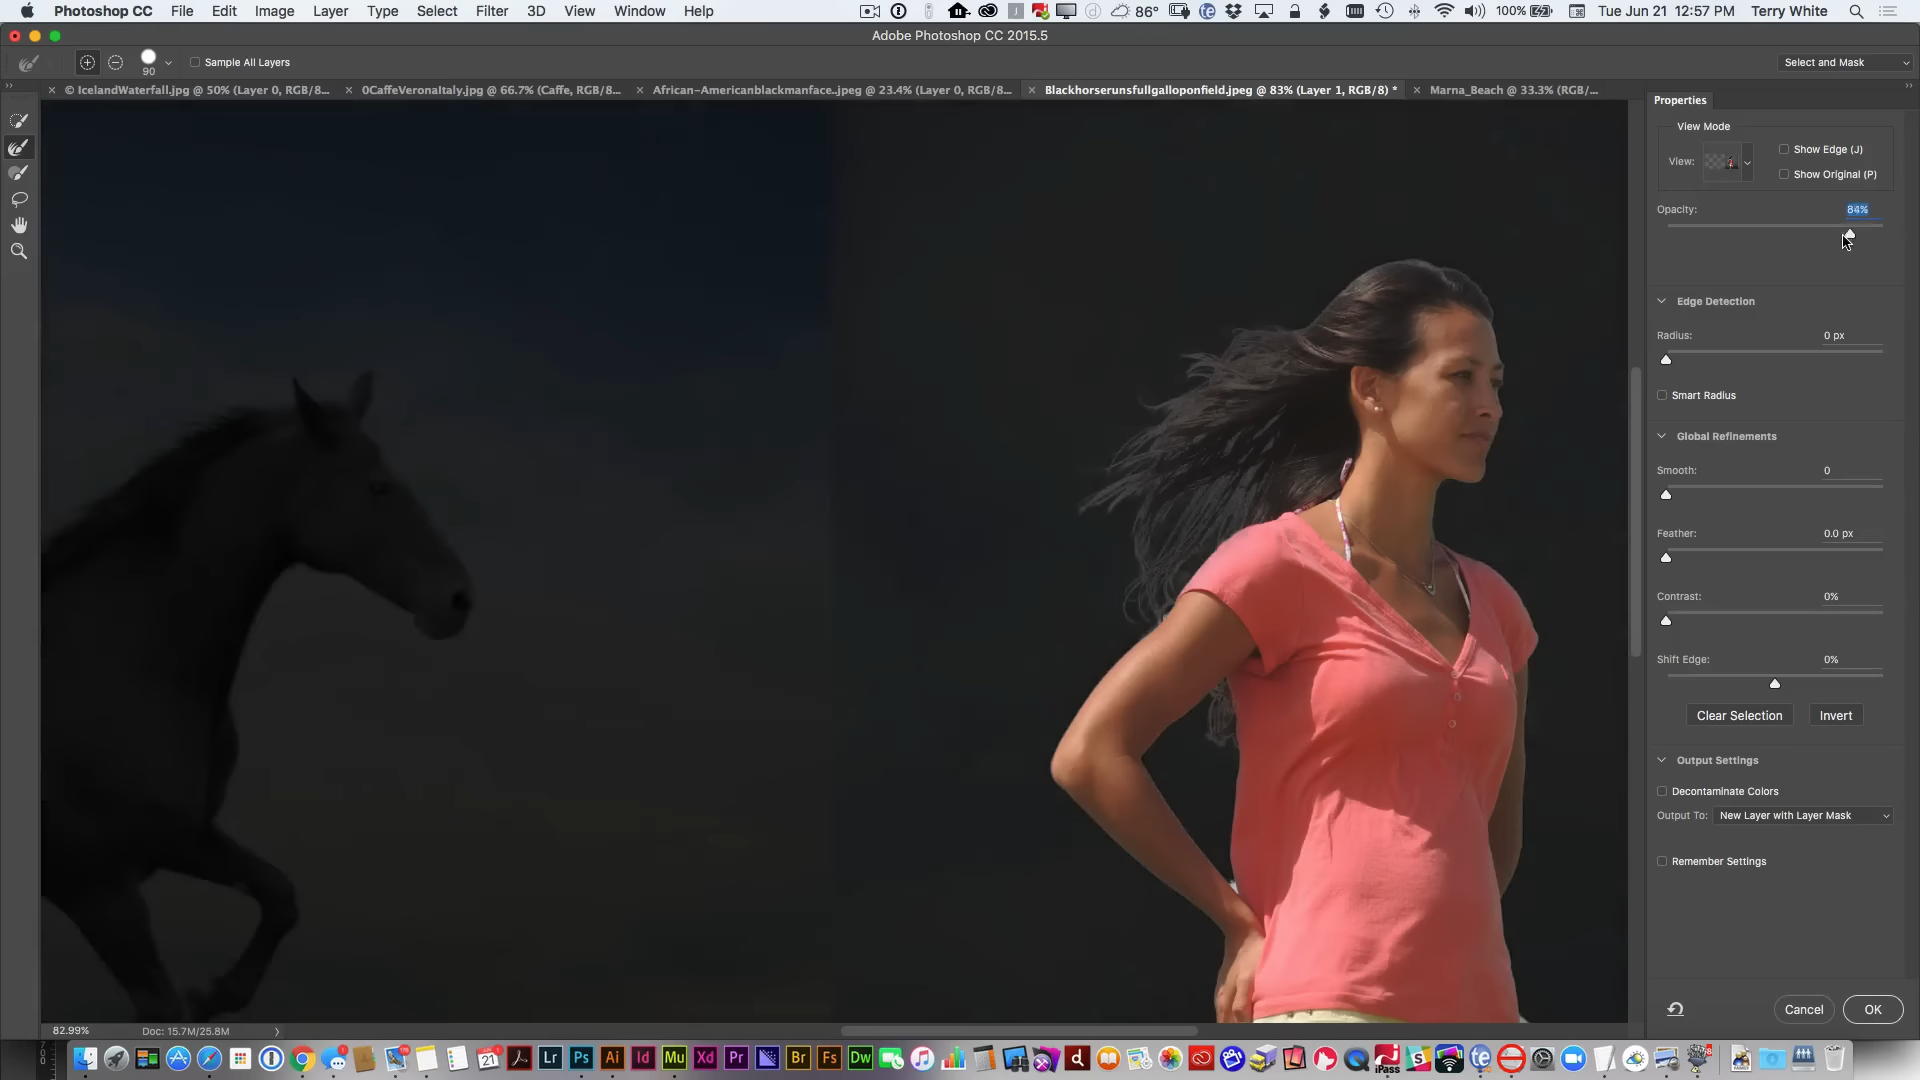 Photoshop CC File Edit Image Layer Type Select Filter 3D View Window Help 86° 100% Tue Jun 21 12:57 PM Terry White
Adobe Photoshop CC 2015.5
90 Sample All Layers Select and Mask
© IcelandWaterfall.jpg @ 50% (Layer 0, RGB/8... 0CaffeVeronaItaly.jpg @ 66.7% (Caffe, RGB/8... African-Americanblackmanface..jpeg @ 23.4% (Layer 0, RGB/8... Blackhorserunsfullgalloponfield.jpeg @ 83% (Layer 1, RGB/8) * Marna_Beach @ 33.3% (RGB/...
Properties
View Mode
View:
Show Edge (J)
Show Original (P)
Opacity: 84%
Edge Detection
Radius: 0 px
Smart Radius
Global Refinements
Smooth: 0
Feather: 0.0 px
Contrast: 0%
Shift Edge: 0%
Clear Selection Invert
Output Settings
Decontaminate Colors
Output To: New Layer with Layer Mask
Remember Settings
Cancel OK
82.99% Doc: 15.7M/25.8M
Lr Ps Ai Id Mu Xd Pr Br Fs Dw iPass